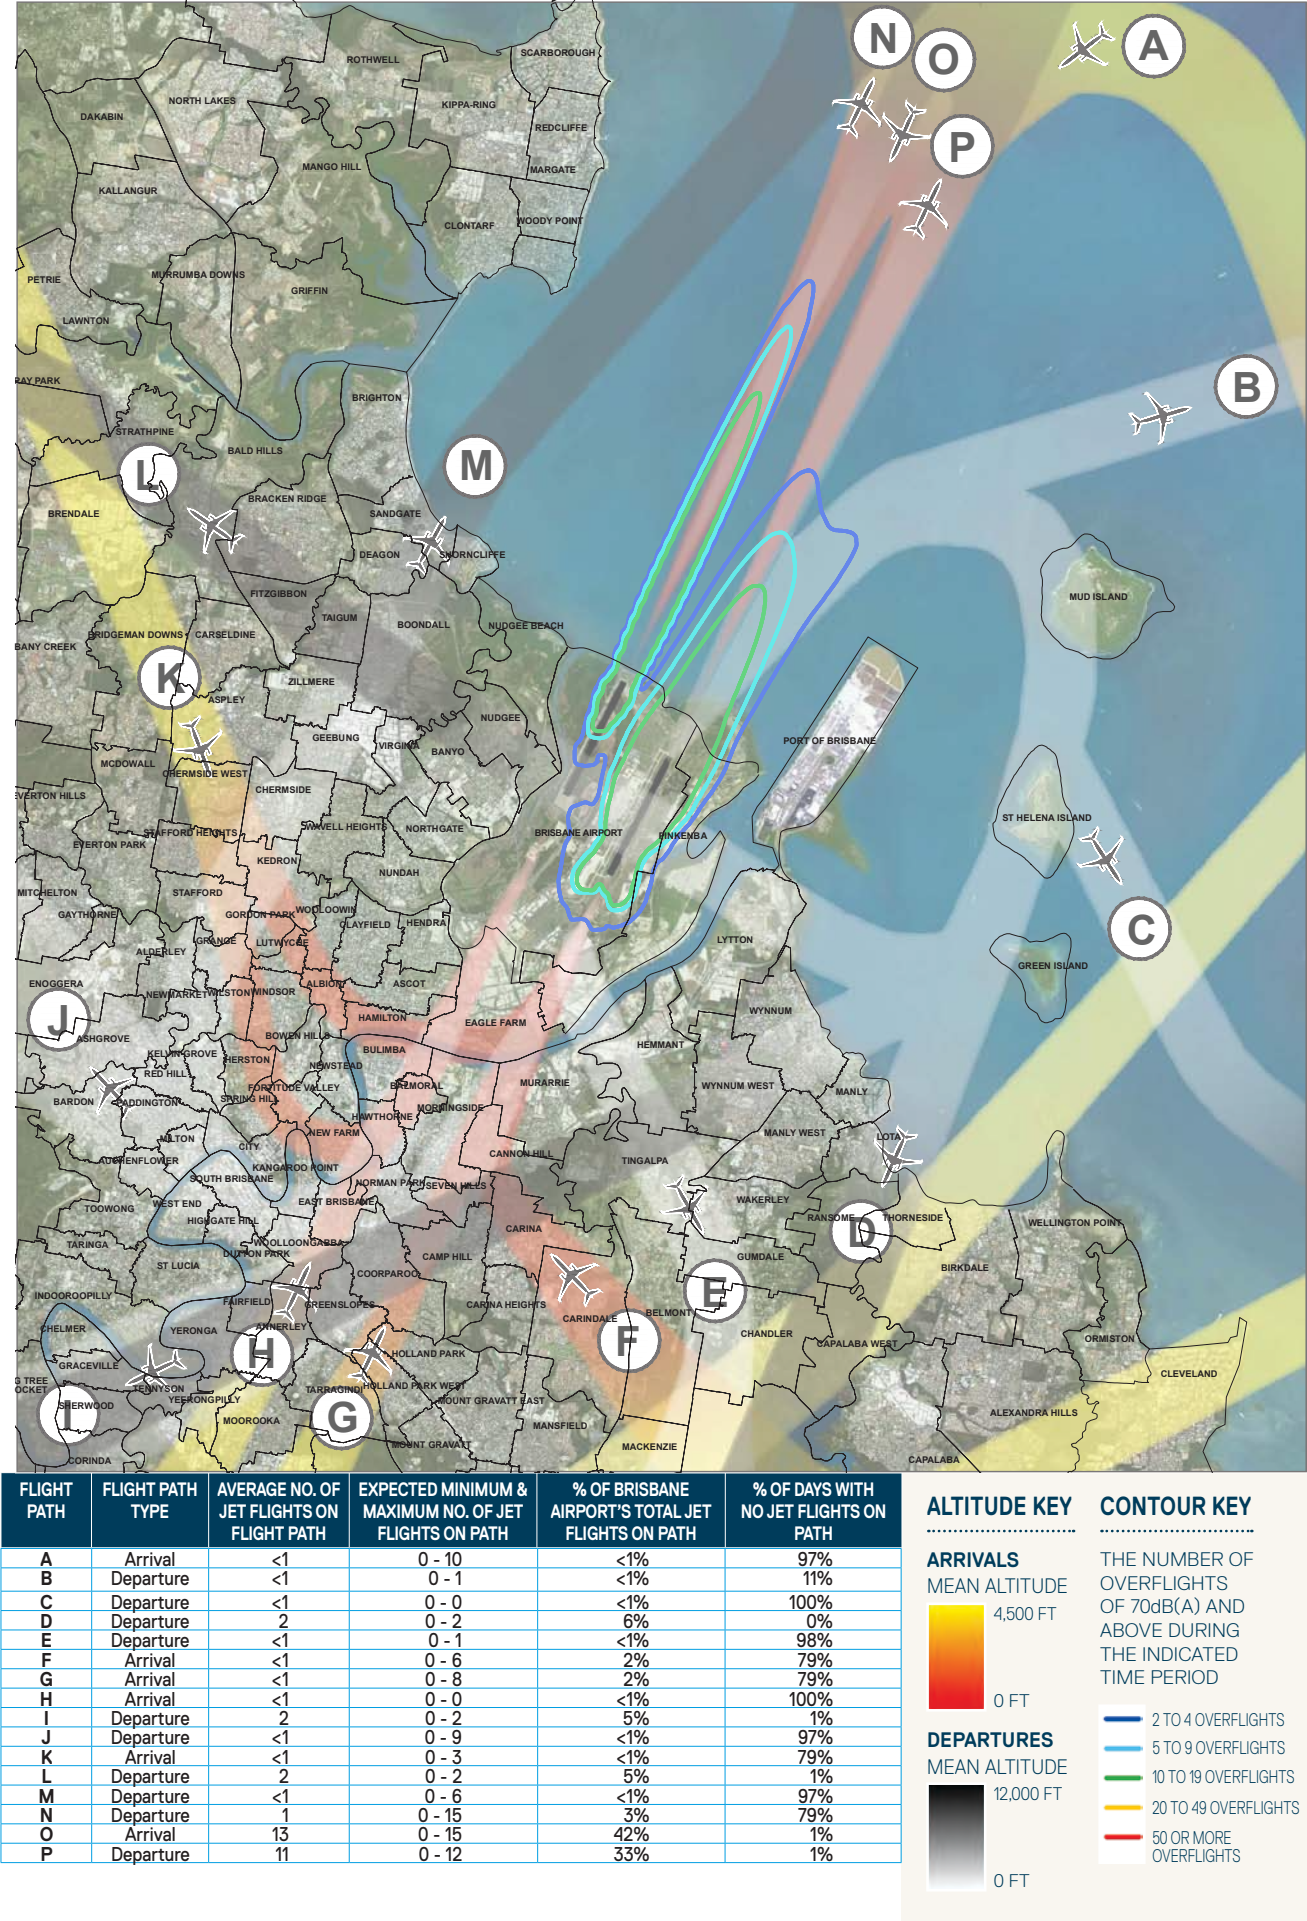 N
O
A
P
B
M
L
K
C
J
D
E
F
H
G
I
SCARBOROUGH
ROTHWELL
NORTH LAKES
KIPPA-RING
DAKABIN
REDCLIFFE
MANGO HILL
MARGATE
KALLANGUR
CLONTARF
WOODY POINT
MURRUMBA DOWNS
PETRIE
GRIFFIN
LAWNTON
RAY PARK
BRIGHTON
STRATHPINE
BALD HILLS
BRACKEN RIDGE
BRENDALE
SANDGATE
DEAGON
SHORNCLIFFE
FITZGIBBON
TAIGUM
BOONDALL
NUDGEE BEACH
MUD ISLAND
BRIDGEMAN DOWNS
CARSELDINE
BANY CREEK
ZILLMERE
ASPLEY
NUDGEE
GEEBUNG
VIRGINIA
BANYO
PORT OF BRISBANE
MCDOWALL
CHERMSIDE WEST
CHERMSIDE
EVERTON HILLS
ST HELENA ISLAND
STAFFORD HEIGHTS
WAVELL HEIGHTS
NORTHGATE
BRISBANE AIRPORT
PINKENBA
EVERTON PARK
KEDRON
NUNDAH
MITCHELTON
STAFFORD
GAYTHORNE
GORDON PARK
WOOLOOWIN
CLAYFIELD
HENDRA
LYTTON
ALDERLEY
GRANGE
LUTWYCHE
GREEN ISLAND
ENOGGERA
NEWMARKET
WILSTON
WINDSOR
ALBION
ASCOT
WYNNUM
HAMILTON
EAGLE FARM
ASHGROVE
BOWEN HILLS
HEMMANT
KELVIN GROVE
HERSTON
BULIMBA
RED HILL
NEWSTEAD
FORTITUDE VALLEY
BALMORAL
MURARRIE
WYNNUM WEST
MANLY
BARDON
PADDINGTON
SPRING HILL
MORNINGSIDE
HAWTHORNE
MILTON
CITY
NEW FARM
MANLY WEST
LOTA
AUCHENFLOWER
KANGAROO POINT
CANNON HILL
TINGALPA
SOUTH BRISBANE
NORMAN PARK
SEVEN HILLS
TOOWONG
WEST END
EAST BRISBANE
WAKERLEY
HIGHGATE HILL
CARINA
RANSOME
THORNESIDE
WELLINGTON POINT
TARINGA
WOOLLOONGABBA
DUTTON PARK
CAMP HILL
GUMDALE
ST LUCIA
COORPAROO
BIRKDALE
INDOOROOPILLY
FAIRFIELD
GREENSLOPES
CARINA HEIGHTS
CARINDALE
BELMONT
CHELMER
YERONGA
ANNERLEY
CHANDLER
CAPALABA WEST
ORMISTON
GRACEVILLE
HOLLAND PARK
G TREE
OCKET
TENNYSON
TARRAGINDI
HOLLAND PARK WEST
CLEVELAND
SHERWOOD
YEERONGPILLY
MOUNT GRAVATT EAST
MOOROOKA
MANSFIELD
ALEXANDRA HILLS
MOUNT GRAVATT
MACKENZIE
CORINDA
CAPALABA
FLIGHT PATH | FLIGHT PATH TYPE | AVERAGE NO. OF JET FLIGHTS ON FLIGHT PATH | EXPECTED MINIMUM & MAXIMUM NO. OF JET FLIGHTS ON PATH | % OF BRISBANE AIRPORT'S TOTAL JET FLIGHTS ON PATH | % OF DAYS WITH NO JET FLIGHTS ON PATH
A Arrival <1 0 - 10 <1% 97%
B Departure <1 0 - 1 <1% 11%
C Departure <1 0 - 0 <1% 100%
D Departure 2 0 - 2 6% 0%
E Departure <1 0 - 1 <1% 98%
F Arrival <1 0 - 6 2% 79%
G Arrival <1 0 - 8 2% 79%
H Arrival <1 0 - 0 <1% 100%
I Departure 2 0 - 2 5% 1%
J Departure <1 0 - 9 <1% 97%
K Arrival <1 0 - 3 <1% 79%
L Departure 2 0 - 2 5% 1%
M Departure <1 0 - 6 <1% 97%
N Departure 1 0 - 15 3% 79%
O Arrival 13 0 - 15 42% 1%
P Departure 11 0 - 12 33% 1%
ALTITUDE KEY
ARRIVALS
MEAN ALTITUDE
4,500 FT
0 FT
DEPARTURES
MEAN ALTITUDE
12,000 FT
0 FT
CONTOUR KEY
THE NUMBER OF
OVERFLIGHTS
OF 70dB(A) AND
ABOVE DURING
THE INDICATED
TIME PERIOD
2 TO 4 OVERFLIGHTS
5 TO 9 OVERFLIGHTS
10 TO 19 OVERFLIGHTS
20 TO 49 OVERFLIGHTS
50 OR MORE
OVERFLIGHTS